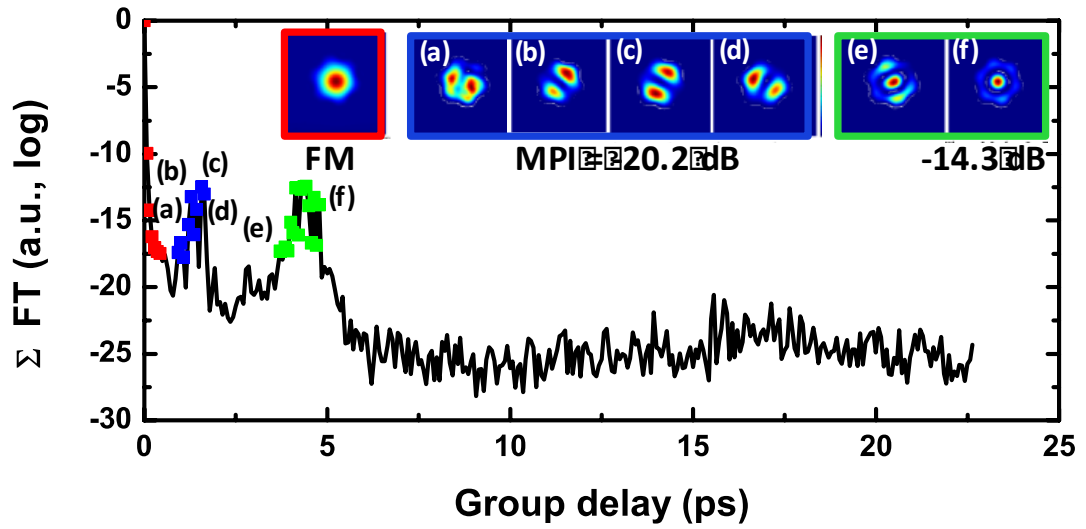 Σ FT (a.u., log)
0
-5
-10
-15
-20
-25
-30
(a)
(b)
(c)
(d)
(e)
(f)
FM
MPI = -20.2 dB
-14.3 dB
(b)
(c)
(a)
(d)
(e)
(f)
0
5
10
15
20
25
Group delay (ps)